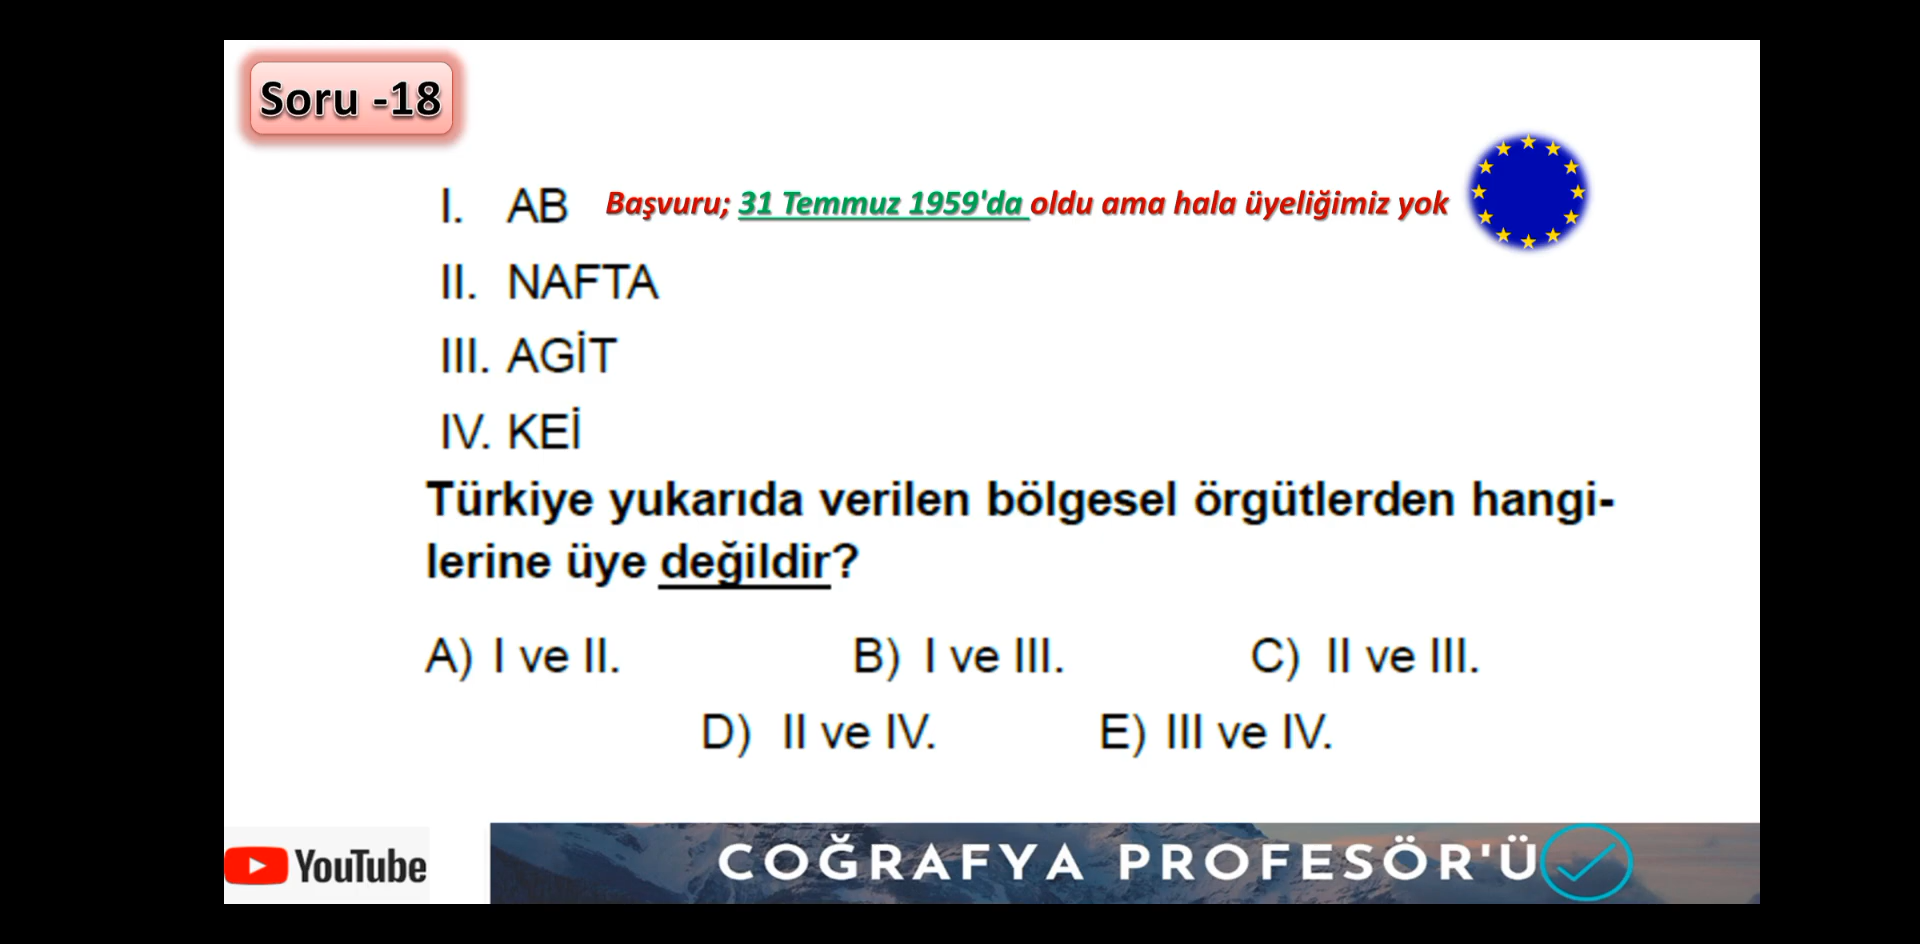 Soru -18
I. AB Başvuru; 31 Temmuz 1959'da oldu ama hala üyeliğimiz yok
II. NAFTA
III. AGİT
IV. KEİ
Türkiye yukarıda verilen bölgesel örgütlerden hangi-
lerine üye değildir?
A) I ve II. B) I ve III. C) II ve III.
D) II ve IV. E) III ve IV.
YouTube COĞRAFYA PROFESÖR'Ü